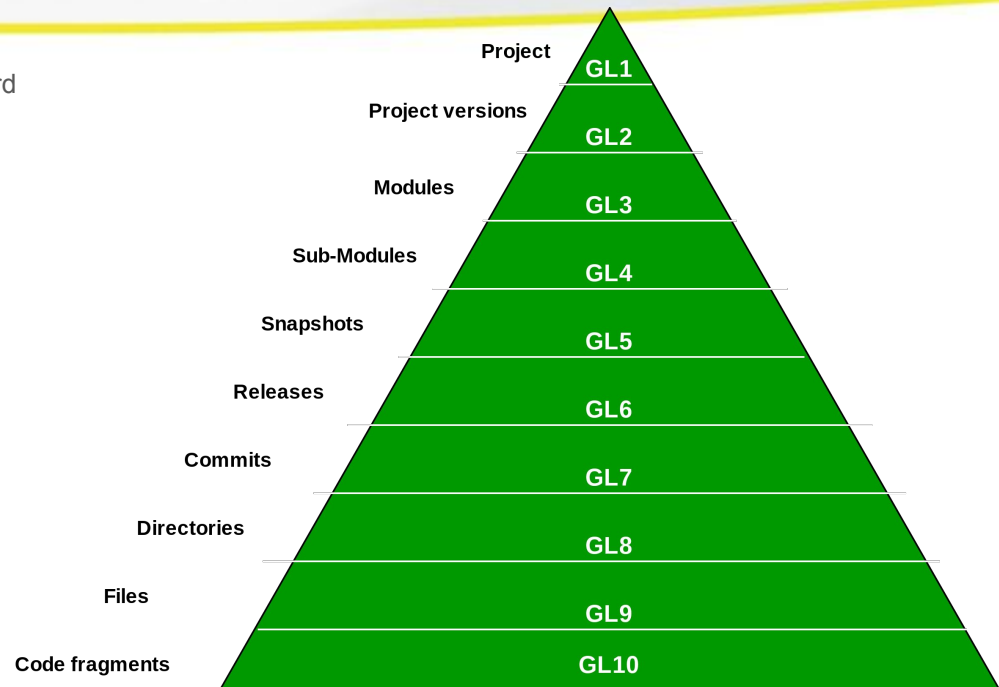 Project
GL1
rd
Project versions
GL2
Modules
GL3
Sub-Modules
GL4
Snapshots
GL5
Releases
GL6
Commits
GL7
Directories
GL8
Files
GL9
Code fragments
GL10